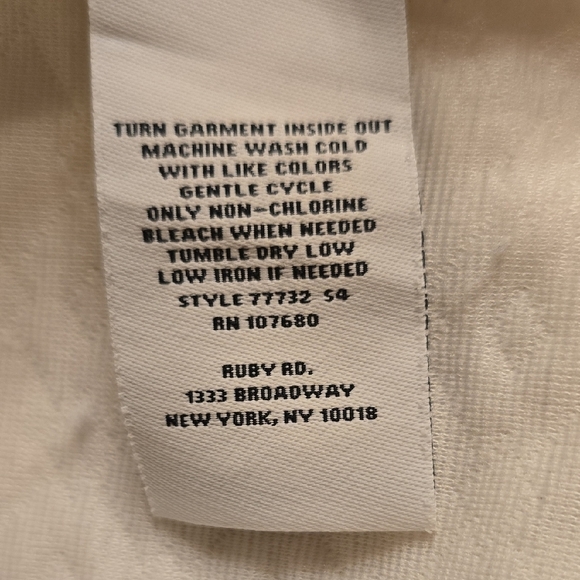 TURN GARMENT INSIDE OUT
MACHINE WASH COLD
WITH LIKE COLORS
GENTLE CYCLE
ONLY NON-CHLORINE
BLEACH WHEN NEEDED
TUMBLE DRY LOW
LOW IRON IF NEEDED
STYLE 77732 S4
RN 107680
RUBY RD.
1333 BROADWAY
NEW YORK, NY 10018